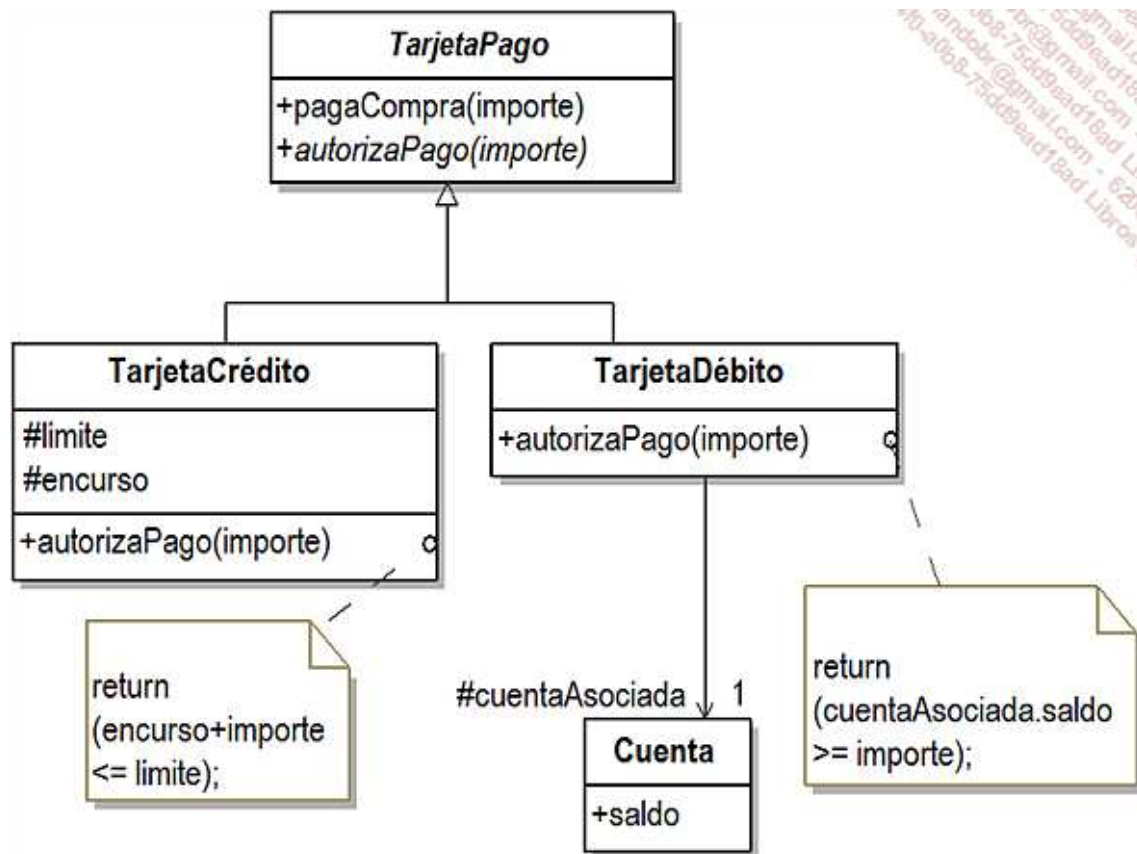 TarjetaPago
+pagaCompra(importe)
+autorizaPago(importe)
TarjetaCrédito
#limite
#encurso
+autorizaPago(importe)
TarjetaDébito
+autorizaPago(importe)
return
(encurso+importe
<= limite);
#cuentaAsociada 1
Cuenta
+saldo
return
(cuentaAsociada.saldo
>= importe);